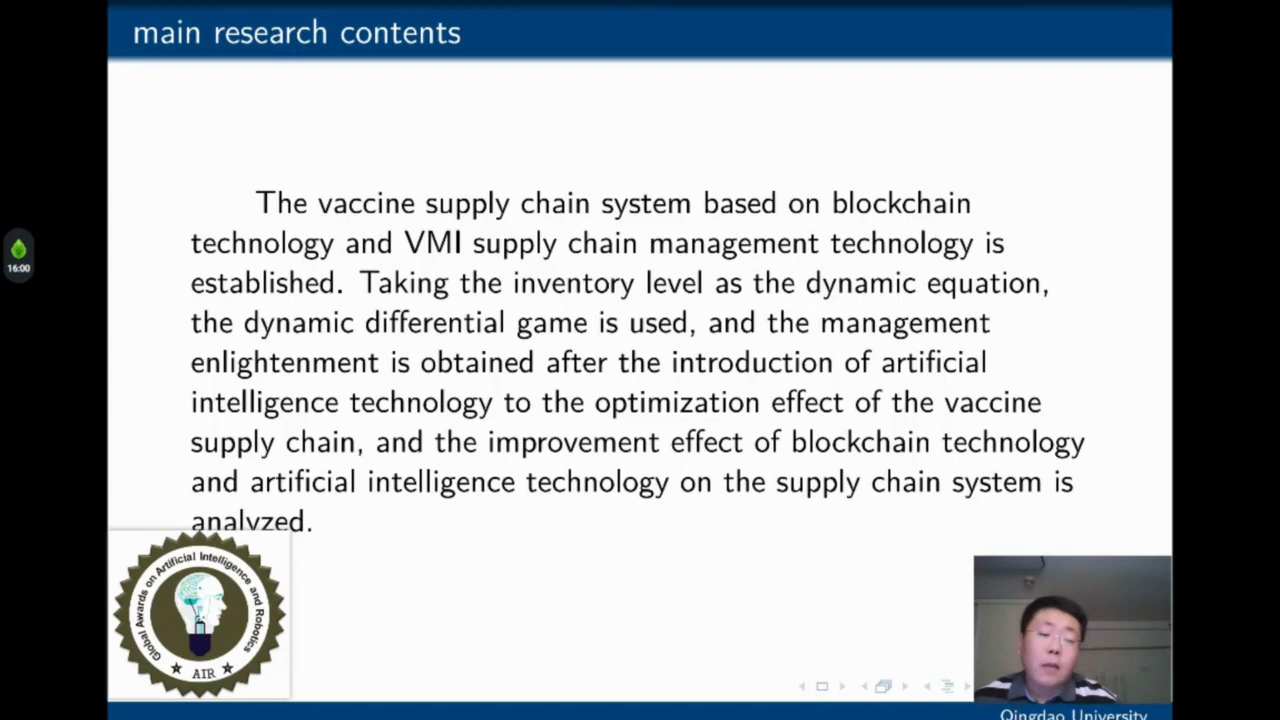 main research contents
The vaccine supply chain system based on blockchain
technology and VMI supply chain management technology is
established. Taking the inventory level as the dynamic equation,
the dynamic differential game is used, and the management
enlightenment is obtained after the introduction of artificial
intelligence technology to the optimization effect of the vaccine
supply chain, and the improvement effect of blockchain technology
and artificial intelligence technology on the supply chain system is
analyzed.
16:00
Global Awards on Artificial Intelligence and Robotics
AIR
Qingdao University